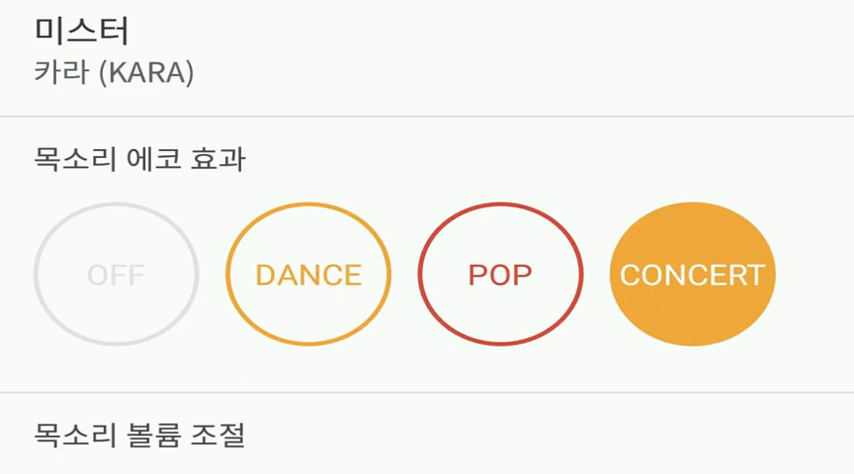 미스터
카라 (KARA)
목소리 에코 효과
OFF DANCE POP CONCERT
목소리 볼륨 조절